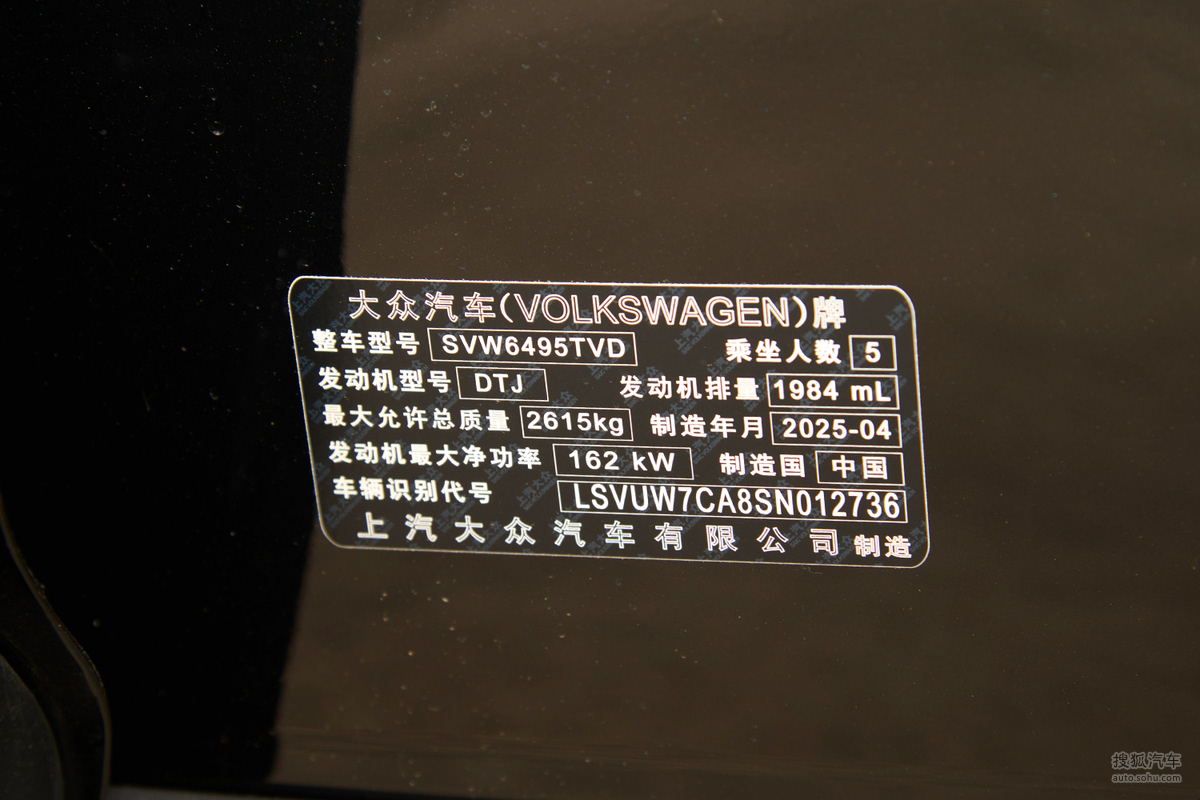 大众汽车(VOLKSWAGEN)牌
整车型号 SVW6495TVD 乘坐人数 5
发动机型号 DTJ 发动机排量 1984 mL
最大允许总质量 2615kg 制造年月 2025-04
发动机最大净功率 162 kW 制造国 中国
车辆识别代号 LSVUW7CA8SN012736
上汽大众汽车有限公司 制造
搜狐汽车
auto.sohu.com